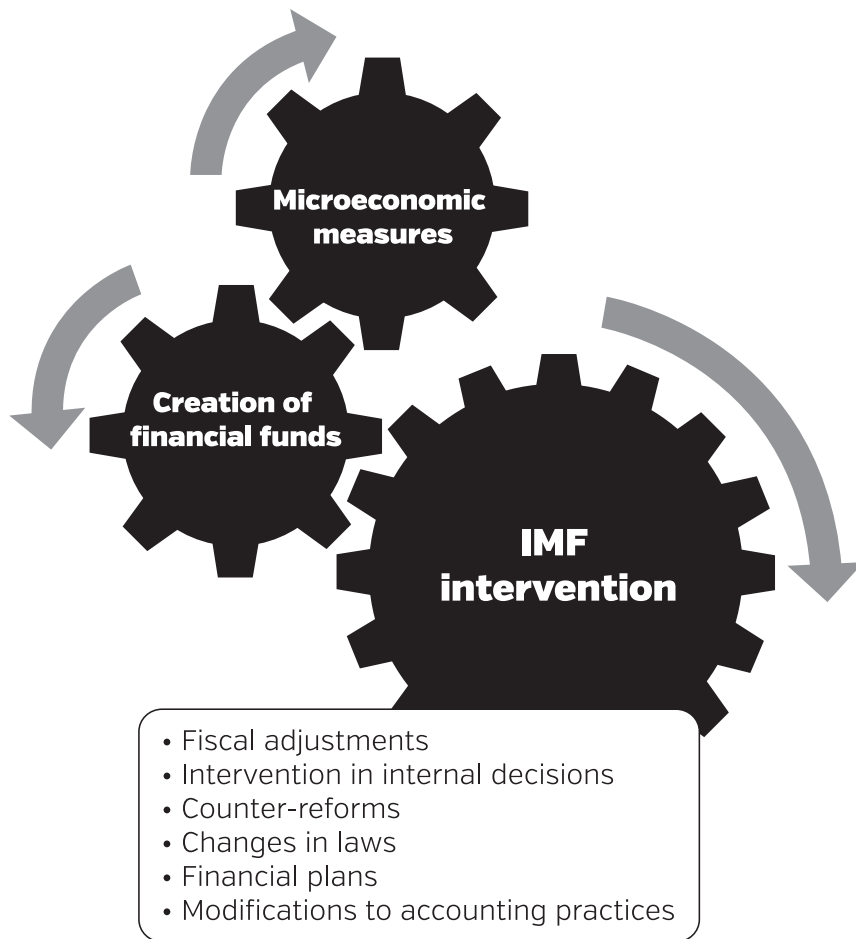 Microeconomic
measures
Creation of
financial funds
IMF
intervention
• Fiscal adjustments
• Intervention in internal decisions
• Counter-reforms
• Changes in laws
• Financial plans
• Modifications to accounting practices